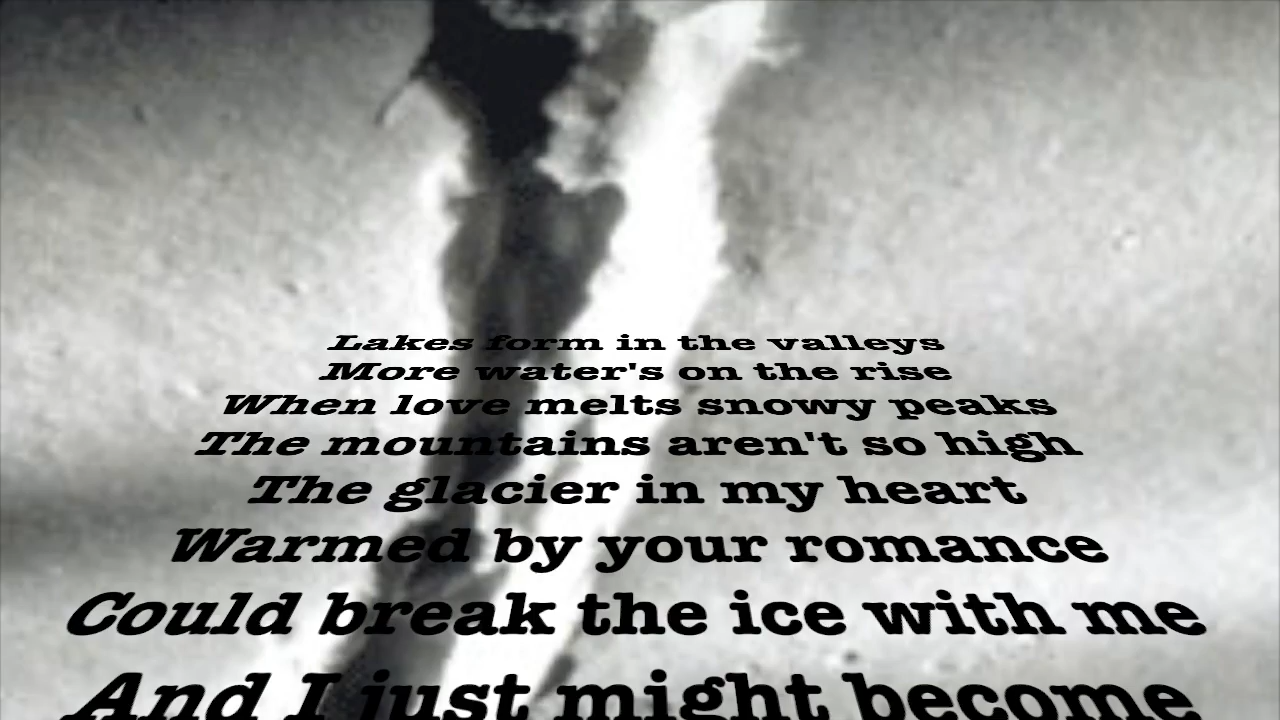 Lakes form in the valleys
More water's on the rise
When love melts snowy peaks
The mountains aren't so high
The glacier in my heart
Warmed by your romance
Could break the ice with me
And I just might become